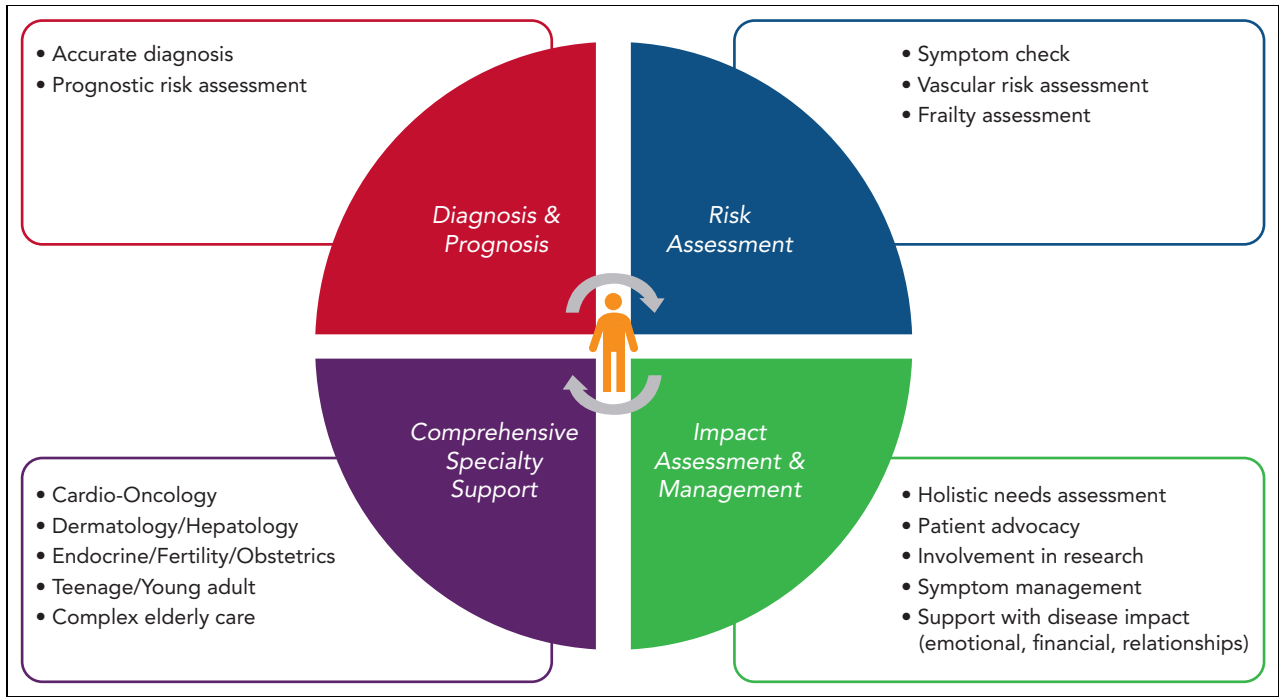 • Accurate diagnosis
• Prognostic risk assessment
• Symptom check
• Vascular risk assessment
• Frailty assessment
Diagnosis &
Prognosis
Risk
Assessment
Comprehensive
Specialty
Support
Impact
Assessment &
Management
• Cardio-Oncology
• Dermatology/Hepatology
• Endocrine/Fertility/Obstetrics
• Teenage/Young adult
• Complex elderly care
• Holistic needs assessment
• Patient advocacy
• Involvement in research
• Symptom management
• Support with disease impact
(emotional, financial, relationships)